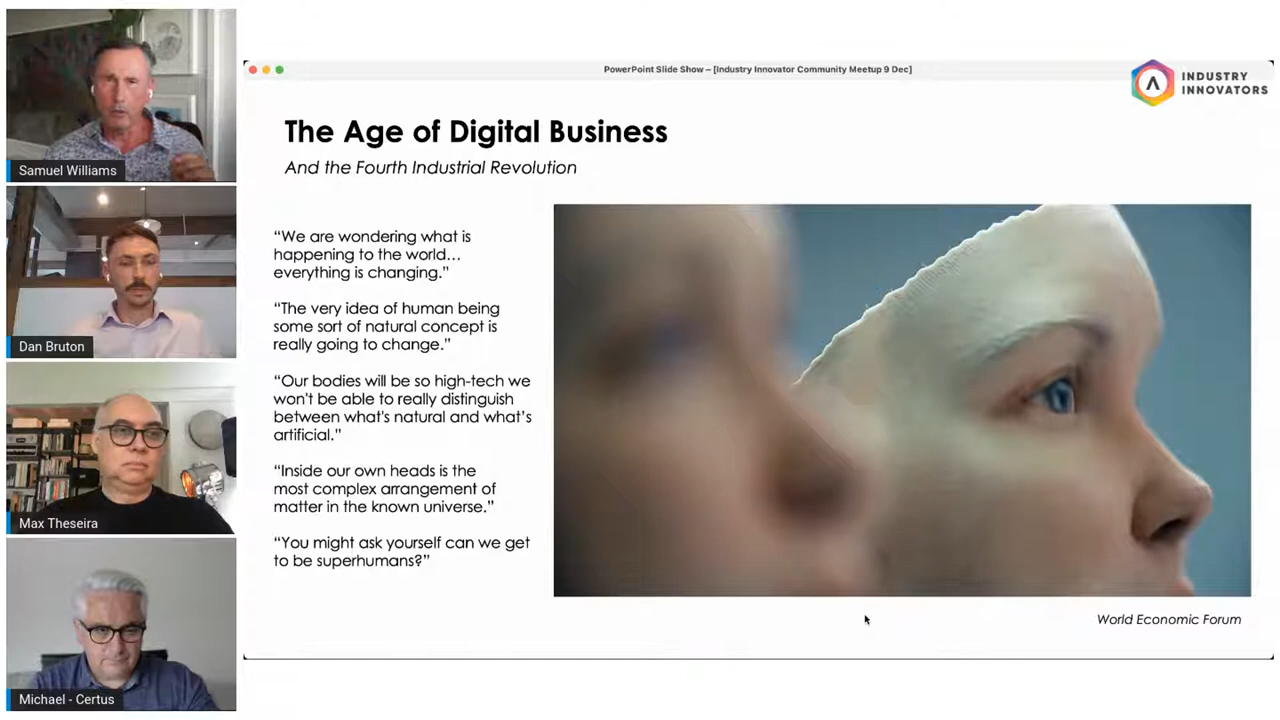 Samuel Williams
Dan Bruton
Max Theseira
Michael - Certus
PowerPoint Slide Show – [Industry Innovator Community Meetup 9 Dec]
INDUSTRY
INNOVATORS
The Age of Digital Business
And the Fourth Industrial Revolution
“We are wondering what is
happening to the world…
everything is changing.”
“The very idea of human being
some sort of natural concept is
really going to change.”
“Our bodies will be so high-tech we
won't be able to really distinguish
between what's natural and what’s
artificial.”
“Inside our own heads is the
most complex arrangement of
matter in the known universe.”
“You might ask yourself can we get
to be superhumans?”
World Economic Forum